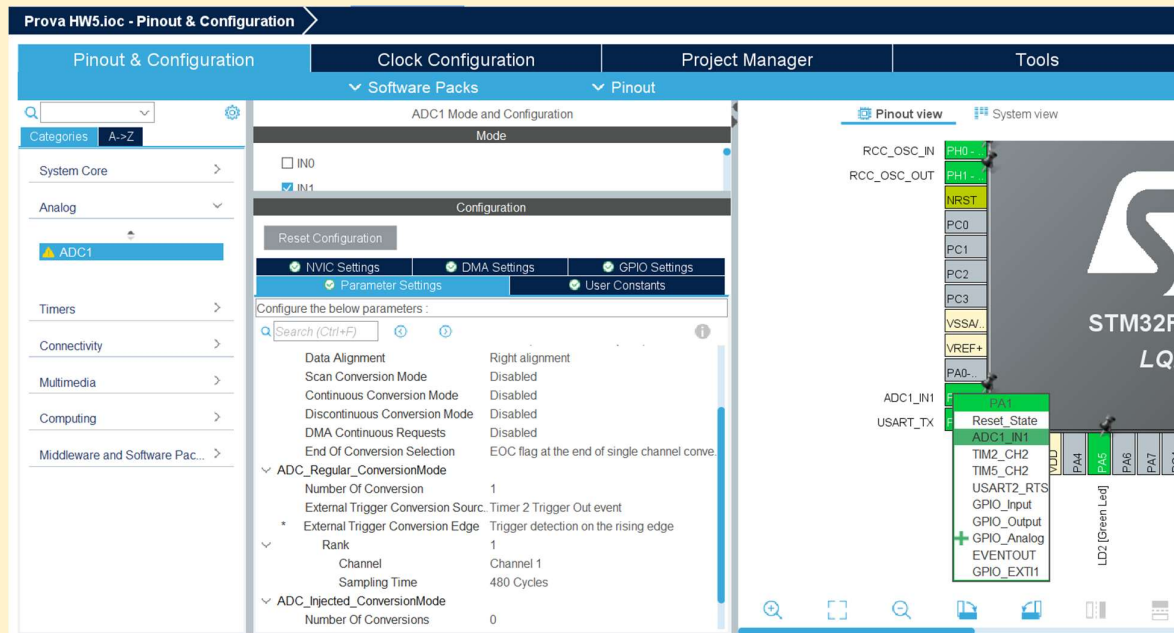 Prova HW5.ioc - Pinout & Configuration
Pinout & Configuration
Clock Configuration
Project Manager
Tools
Software Packs
Pinout
Categories
A->Z
System Core
Analog
ADC1
Timers
Connectivity
Multimedia
Computing
Middleware and Software Pac...
ADC1 Mode and Configuration
Mode
IN0
IN1
Configuration
Reset Configuration
NVIC Settings
DMA Settings
GPIO Settings
Parameter Settings
User Constants
Configure the below parameters :
Search (Ctrl+F)
Data Alignment Right alignment
Scan Conversion Mode Disabled
Continuous Conversion Mode Disabled
Discontinuous Conversion Mode Disabled
DMA Continuous Requests Disabled
End Of Conversion Selection EOC flag at the end of single channel conve.
ADC_Regular_ConversionMode
Number Of Conversion 1
External Trigger Conversion Sourc.. Timer 2 Trigger Out event
* External Trigger Conversion Edge Trigger detection on the rising edge
Rank 1
Channel Channel 1
Sampling Time 480 Cycles
ADC_Injected_ConversionMode
Number Of Conversions 0
Pinout view
System view
RCC_OSC_IN PH0-..
RCC_OSC_OUT PH1-..
NRST
PC0
PC1
PC2
PC3
VSSA/..
VREF+
PA0-..
ADC1_IN1
USART_TX
STM32F
LQ
PA1
Reset_State
ADC1_IN1
TIM2_CH2
TIM5_CH2
USART2_RTS
GPIO_Input
GPIO_Output
GPIO_Analog
EVENTOUT
GPIO_EXTI1
VDD
PA4
PA5
PA6
PA7
LD2 [Green Led]